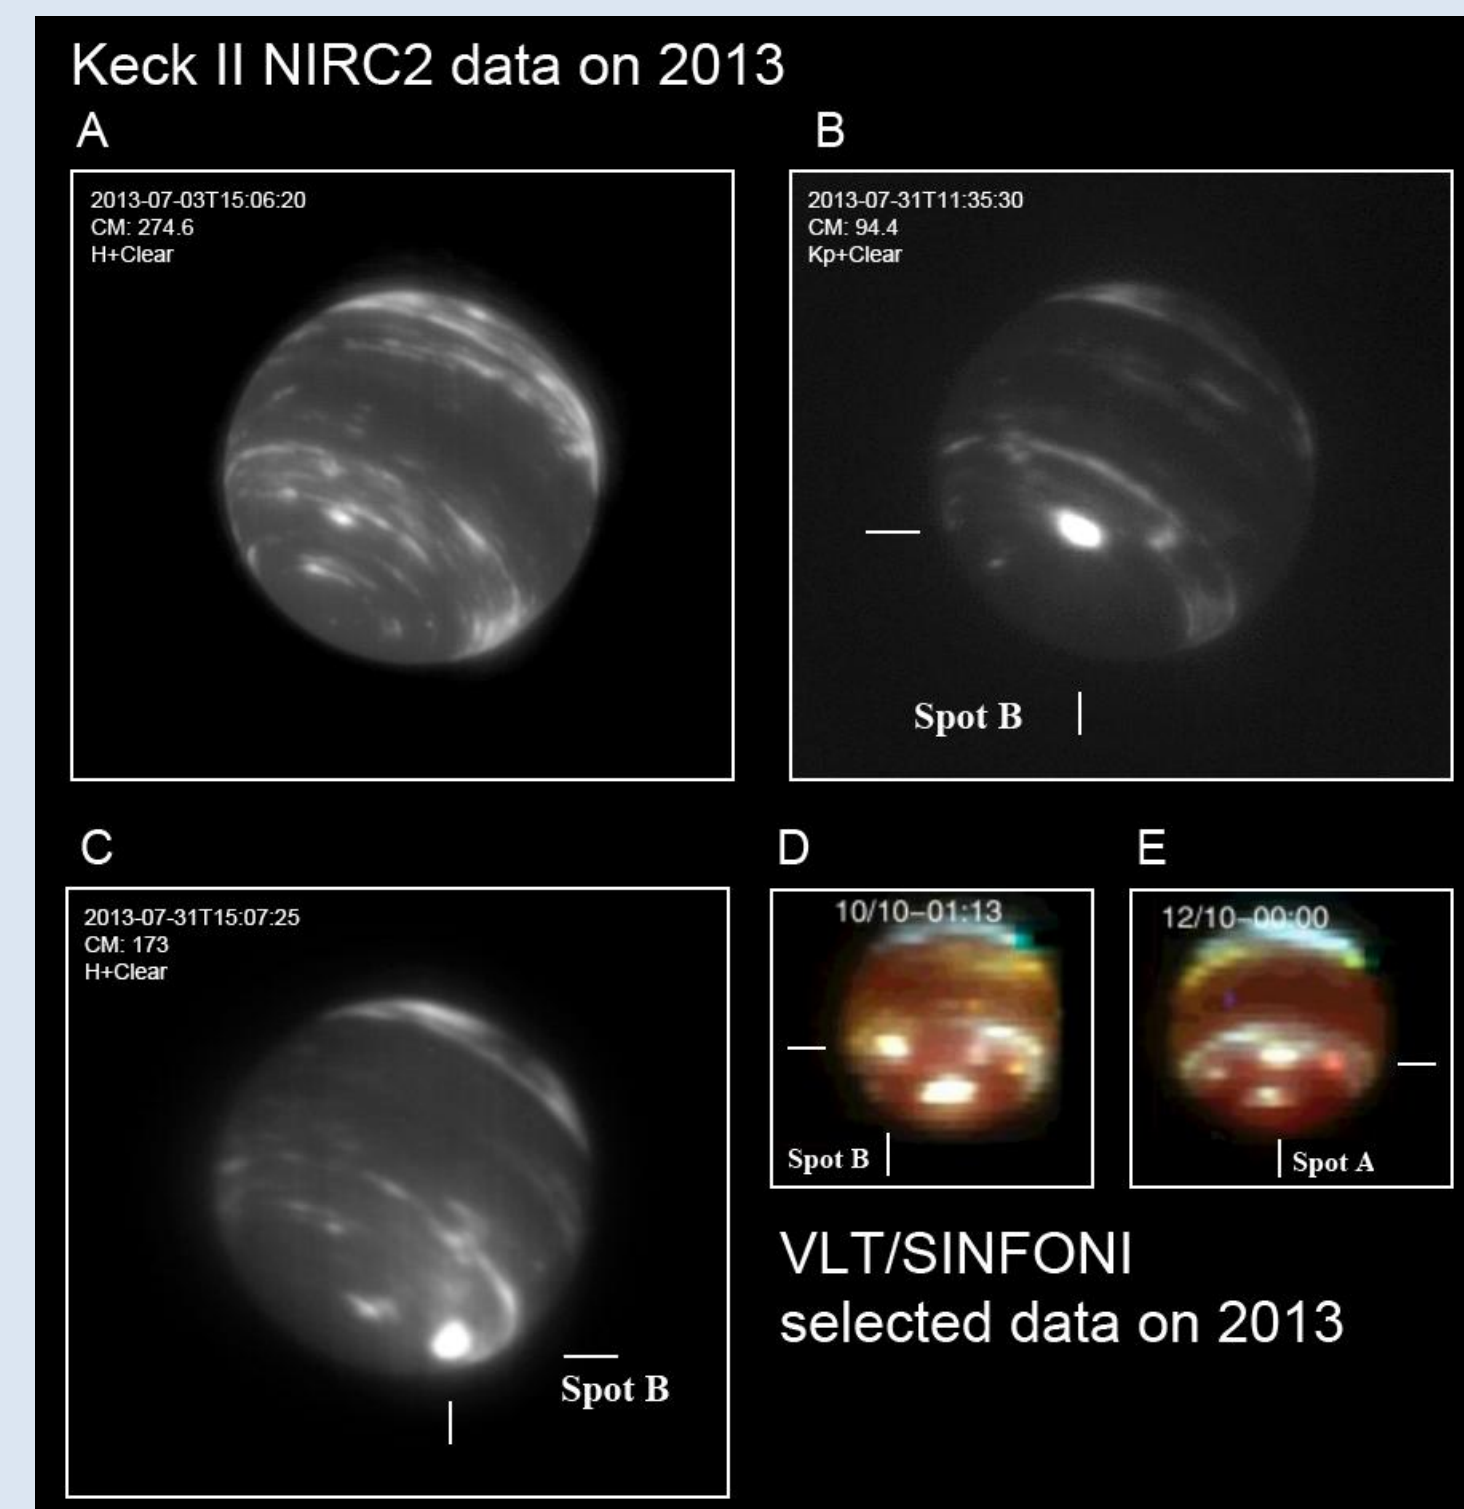 Keck II NIRC2 data on 2013
A
B
2013-07-03T15:06:20
CM: 274.6
H+Clear
2013-07-31T11:35:30
CM: 94.4
Kp+Clear
Spot B
C
D
E
2013-07-31T15:07:25
CM: 173
H+Clear
Spot B
10/10-01:13
Spot B
12/10-00:00
Spot A
VLT/SINFONI
selected data on 2013